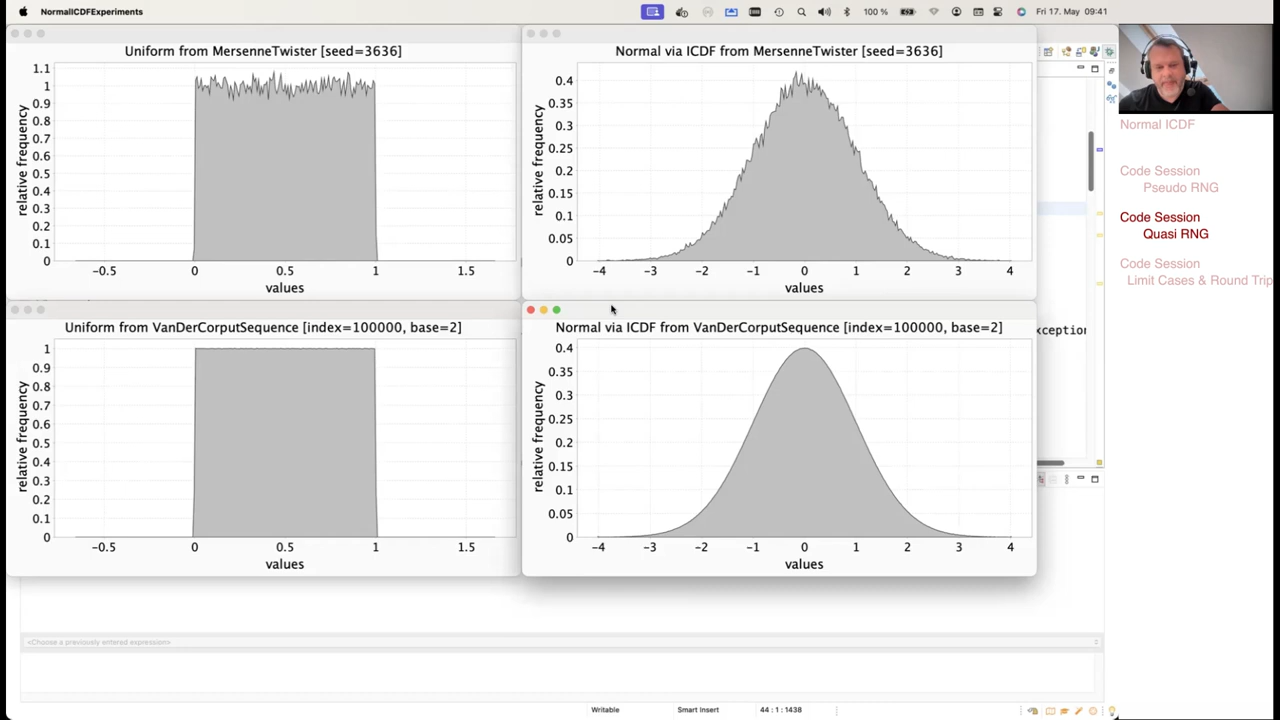 NormalICDFExperiments
100 %
Fri 17. May 09:41
Uniform from MersenneTwister [seed=3636]
1.1
1
0.9
0.8
0.7
0.6
0.5
0.4
0.3
0.2
0.1
0
relative frequency
−0.5 0 0.5 1 1.5
values
Normal via ICDF from MersenneTwister [seed=3636]
0.4
0.35
0.3
0.25
0.2
0.15
0.1
0.05
0
relative frequency
−4 −3 −2 −1 0 1 2 3 4
values
Uniform from VanDerCorputSequence [index=100000, base=2]
1
0.9
0.8
0.7
0.6
0.5
0.4
0.3
0.2
0.1
0
relative frequency
−0.5 0 0.5 1 1.5
values
Normal via ICDF from VanDerCorputSequence [index=100000, base=2]
0.4
0.35
0.3
0.25
0.2
0.15
0.1
0.05
0
relative frequency
−4 −3 −2 −1 0 1 2 3 4
values
xception
<Choose a previously entered expression>
Writable Smart Insert 44 : 1 : 1438
Normal ICDF
Code Session
Pseudo RNG
Code Session
Quasi RNG
Code Session
Limit Cases & Round Trip